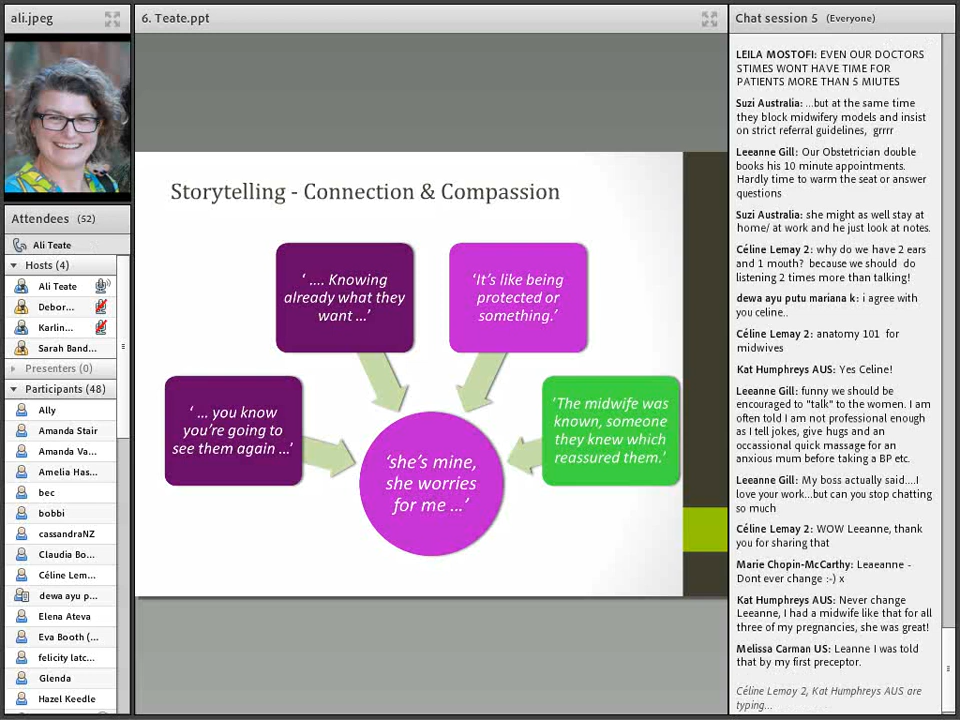 ali.jpeg
6. Teate.ppt
Chat session 5 (Everyone)
Attendees (52)
Ali Teate
Hosts (4)
Ali Teate
Debor...
Karlin...
Sarah Band...
Presenters (0)
Participants (48)
Ally
Amanda Stair
Amanda Va...
Amelia Has...
bec
bobbi
cassandraNZ
Claudia Bo...
Céline Lem...
dewa ayu p...
Elena Ateva
Eva Booth (...
felicity latc...
Glenda
Hazel Keedle
Storytelling - Connection & Compassion
‘ .... Knowing
already what they
want ...’
‘It’s like being
protected or
something.’
‘ ... you know
you’re going to
see them again ...’
’The midwife was
known, someone
they knew which
reassured them.’
‘she’s mine,
she worries
for me ...’
LEILA MOSTOFI: EVEN OUR DOCTORS
STIMES WONT HAVE TIME FOR
PATIENTS MORE THAN 5 MIUTES
Suzi Australia: ...but at the same time
they block midwifery models and insist
on strict referral guidelines, grrrr
Leeanne Gill: Our Obstetrician double
books his 10 minute appointments.
Hardly time to warm the seat or answer
questions
Suzi Australia: she might as well stay at
home/ at work and he just look at notes.
Céline Lemay 2: why do we have 2 ears
and 1 mouth? because we should do
listening 2 times more than talking!
dewa ayu putu mariana k: i agree with
you celine..
Céline Lemay 2: anatomy 101 for
midwives
Kat Humphreys AUS: Yes Celine!
Leeanne Gill: funny we should be
encouraged to "talk" to the women. I am
often told I am not professional enough
as I tell jokes, give hugs and an
occassional quick massage for an
anxious mum before taking a BP etc.
Leeanne Gill: My boss actually said....I
love your work...but can you stop chatting
so much
Céline Lemay 2: WOW Leeanne, thank
you for sharing that
Marie Chopin-McCarthy: Leaeanne -
Dont ever change :-) x
Kat Humphreys AUS: Never change
Leeanne, I had a midwife like that for all
three of my pregnancies, she was great!
Melissa Carman US: Leanne I was told
that by my first preceptor.
Céline Lemay 2, Kat Humphreys AUS are
typing...